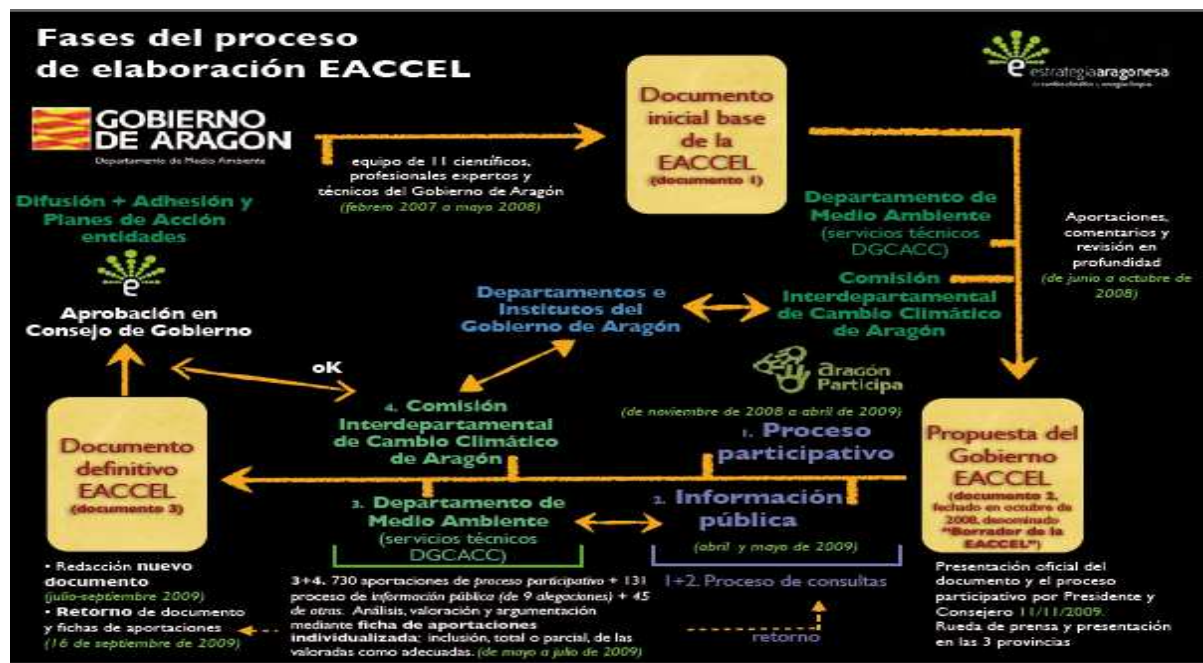 Fases del proceso
de elaboración EACCEL
estrategiaaragonesa
GOBIERNO
DE ARAGON
Departamento de Medio Ambiente
equipo de 11 científicos,
profesionales expertos y
técnicos del Gobierno de Aragón
(febrero 2007 a mayo 2008)
Documento
inicial base
de la
EACCEL
(documento 1)
Difusión + Adhesión y
Planes de Acción
entidades
Departamento de
Medio Ambiente
(servicios técnicos
DGCACC)
Aportaciones,
comentarios y
revisión en
profundidad
(de junio a octubre de
2008)
Comisión
Interdepartamental
de Cambio Climático
de Aragón
Departamentos e
Institutos del
Gobierno de Aragón
Aprobación en
Consejo de Gobierno
oK
aragón
Participa
(de noviembre de 2008 a abril de 2009)
4. Comisión
Interdepartamental
de Cambio Climático
de Aragón
1. Proceso
participativo
Propuesta del
Gobierno
EACCEL
(documento 2,
fechado en octubre de
2008, denominado
"Borrador de la
EACCEL")
Documento
definitivo
EACCEL
(documento 3)
3. Departamento de
Medio Ambiente
(servicios técnicos
DGCACC)
2. Información
pública
(abril y mayo de 2009)
• Redacción nuevo
documento
(julio-septiembre 2009)
• Retorno de documento
y fichas de aportaciones
(16 de septiembre de 2009)
3+4. 730 aportaciones de proceso participativo + 131
proceso de información pública (de 9 alegaciones) + 45
de otras. Análisis, valoración y argumentación
mediante ficha de aportaciones
individualizada; inclusión, total o parcial, de las
valoradas como adecuadas. (de mayo a julio de 2009)
1+2. Proceso de consultas
retorno
Presentación oficial del
documento y el proceso
participativo por Presidente y
Consejero 11/11/2009.
Rueda de prensa y presentación
en las 3 provincias